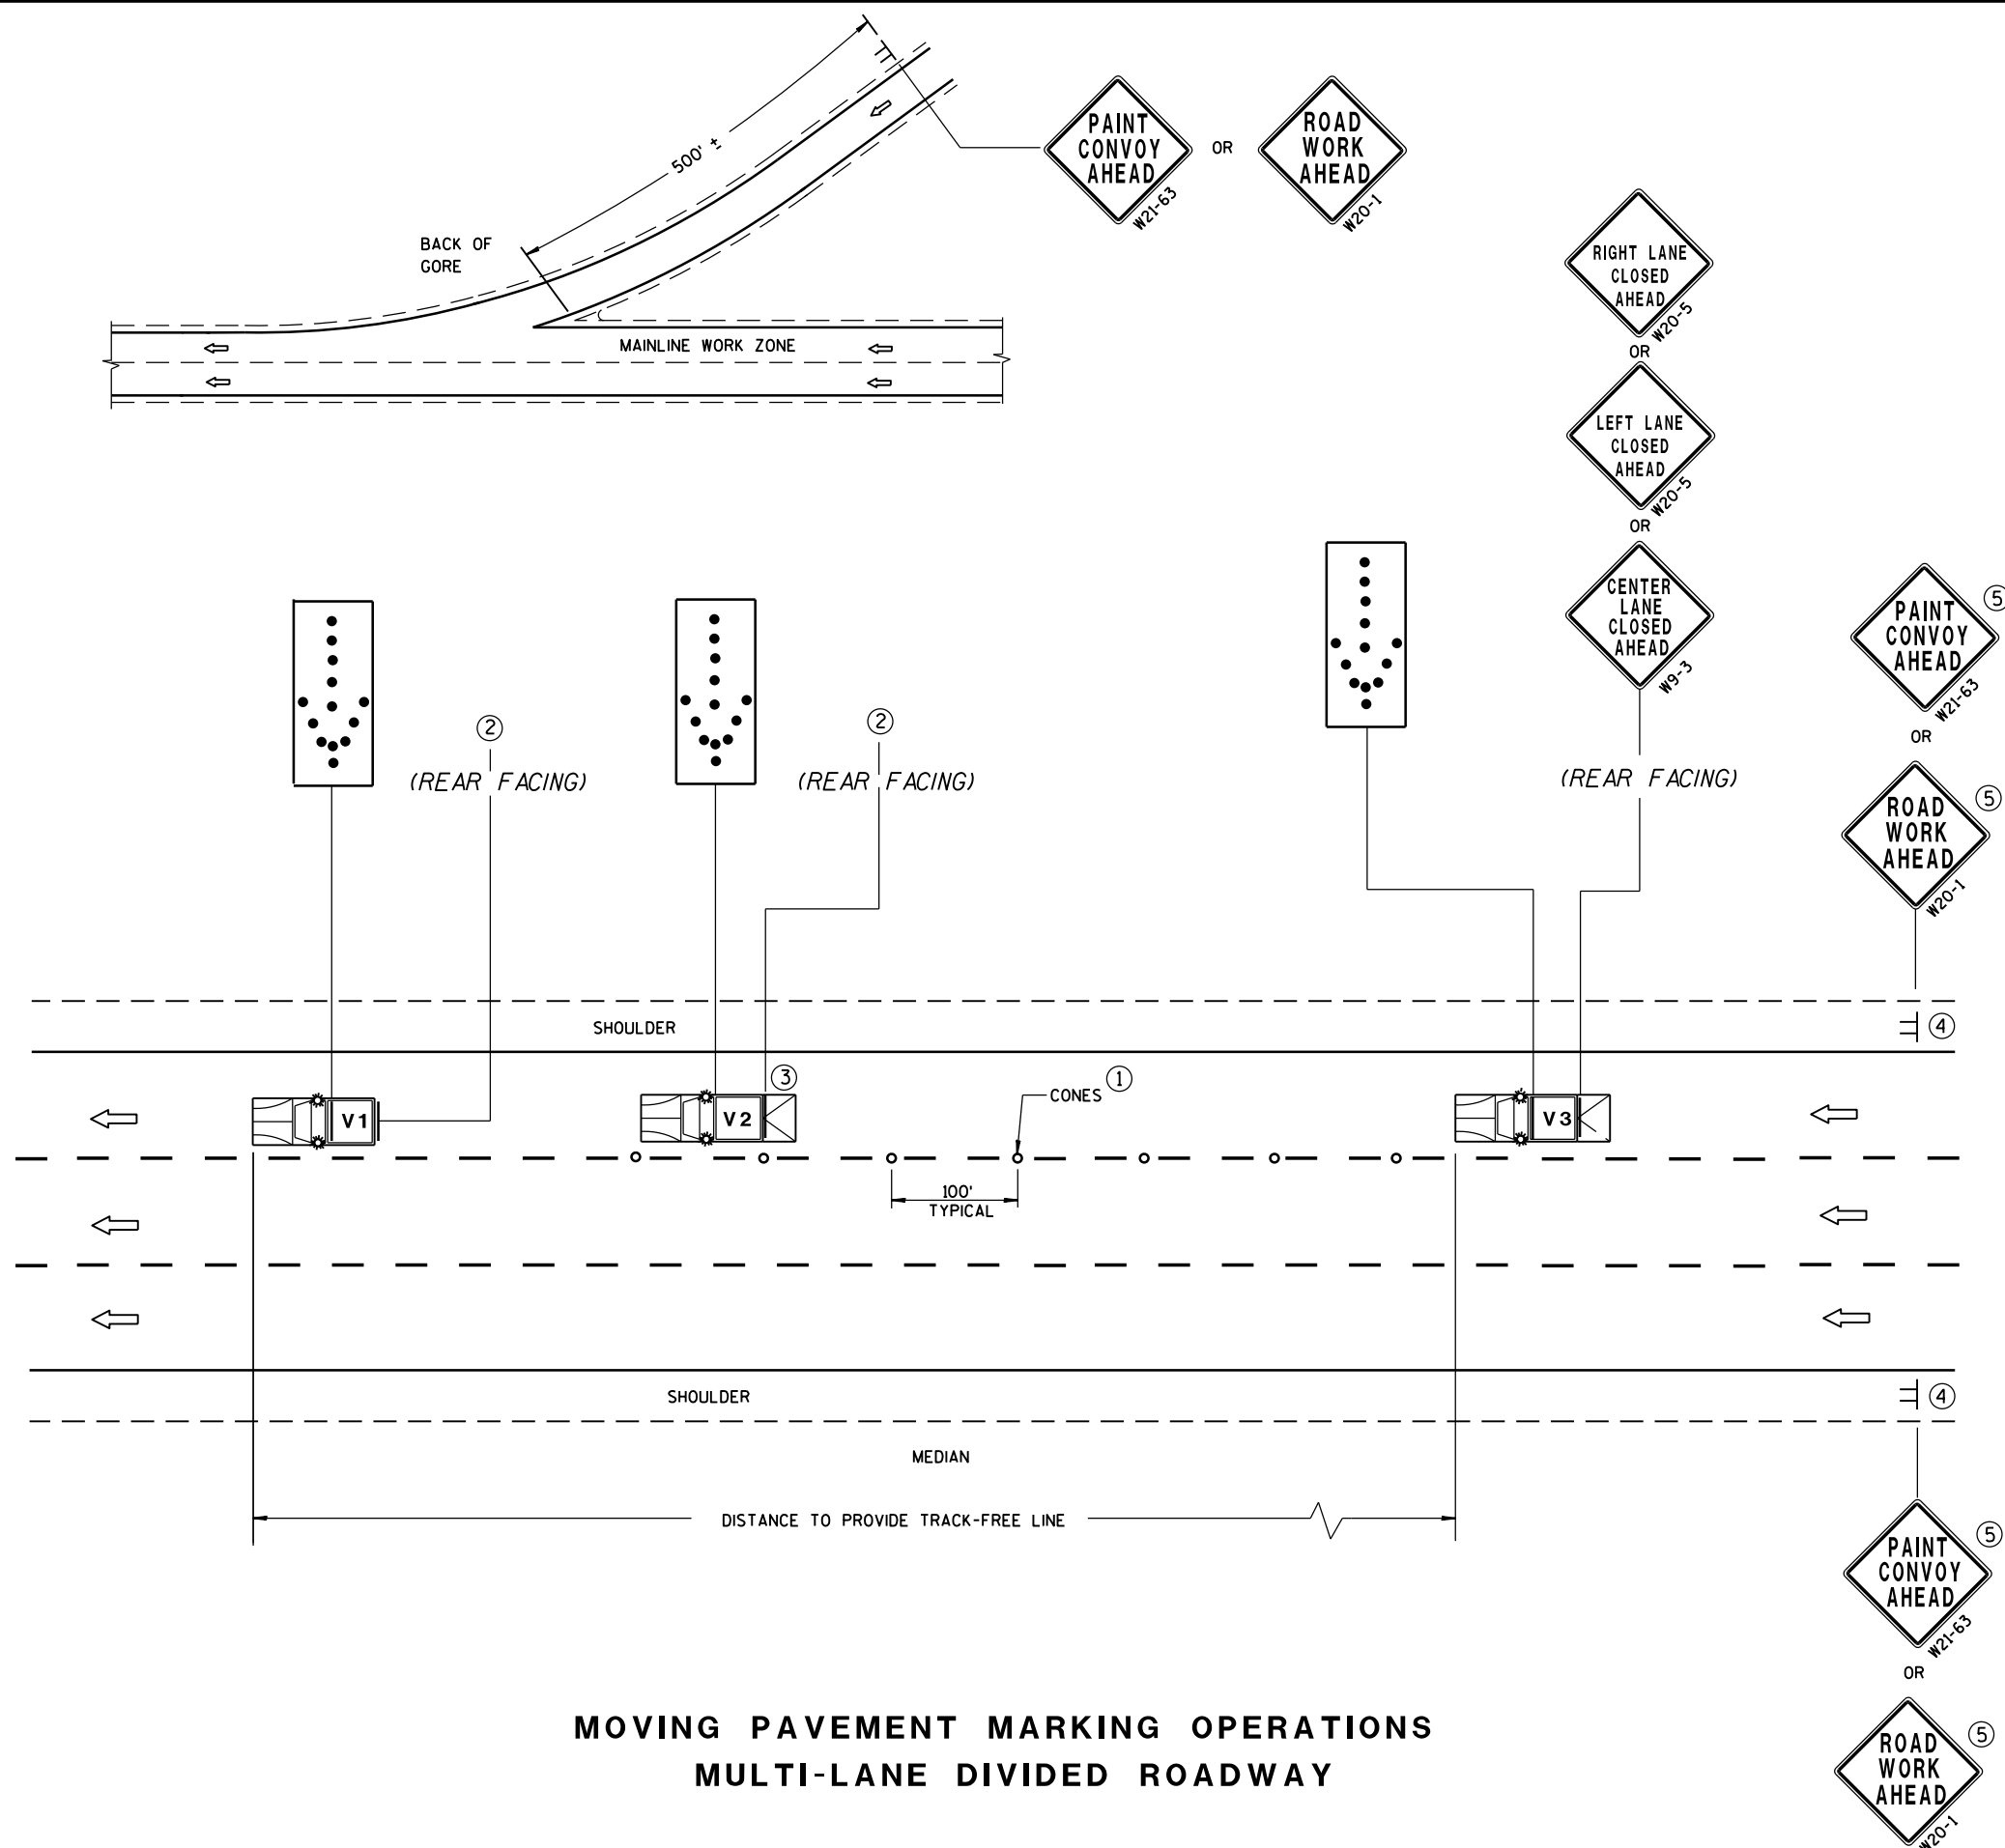 500' ±
BACK OF
GORE
MAINLINE WORK ZONE
PAINT
CONVOY
AHEAD
W21-63
OR
ROAD
WORK
AHEAD
W20-1
RIGHT LANE
CLOSED
AHEAD
W20-5
OR
LEFT LANE
CLOSED
AHEAD
W20-5
OR
CENTER
LANE
CLOSED
AHEAD
W9-3
(REAR FACING)
PAINT
CONVOY
AHEAD
W21-63
5
OR
ROAD
WORK
AHEAD
W20-1
5
2
(REAR FACING)
2
(REAR FACING)
SHOULDER
4
V1
V2
3
CONES
1
V3
100'
TYPICAL
SHOULDER
4
MEDIAN
DISTANCE TO PROVIDE TRACK-FREE LINE
PAINT
CONVOY
AHEAD
W21-63
5
OR
ROAD
WORK
AHEAD
W20-1
5
MOVING PAVEMENT MARKING OPERATIONS
MULTI-LANE DIVIDED ROADWAY